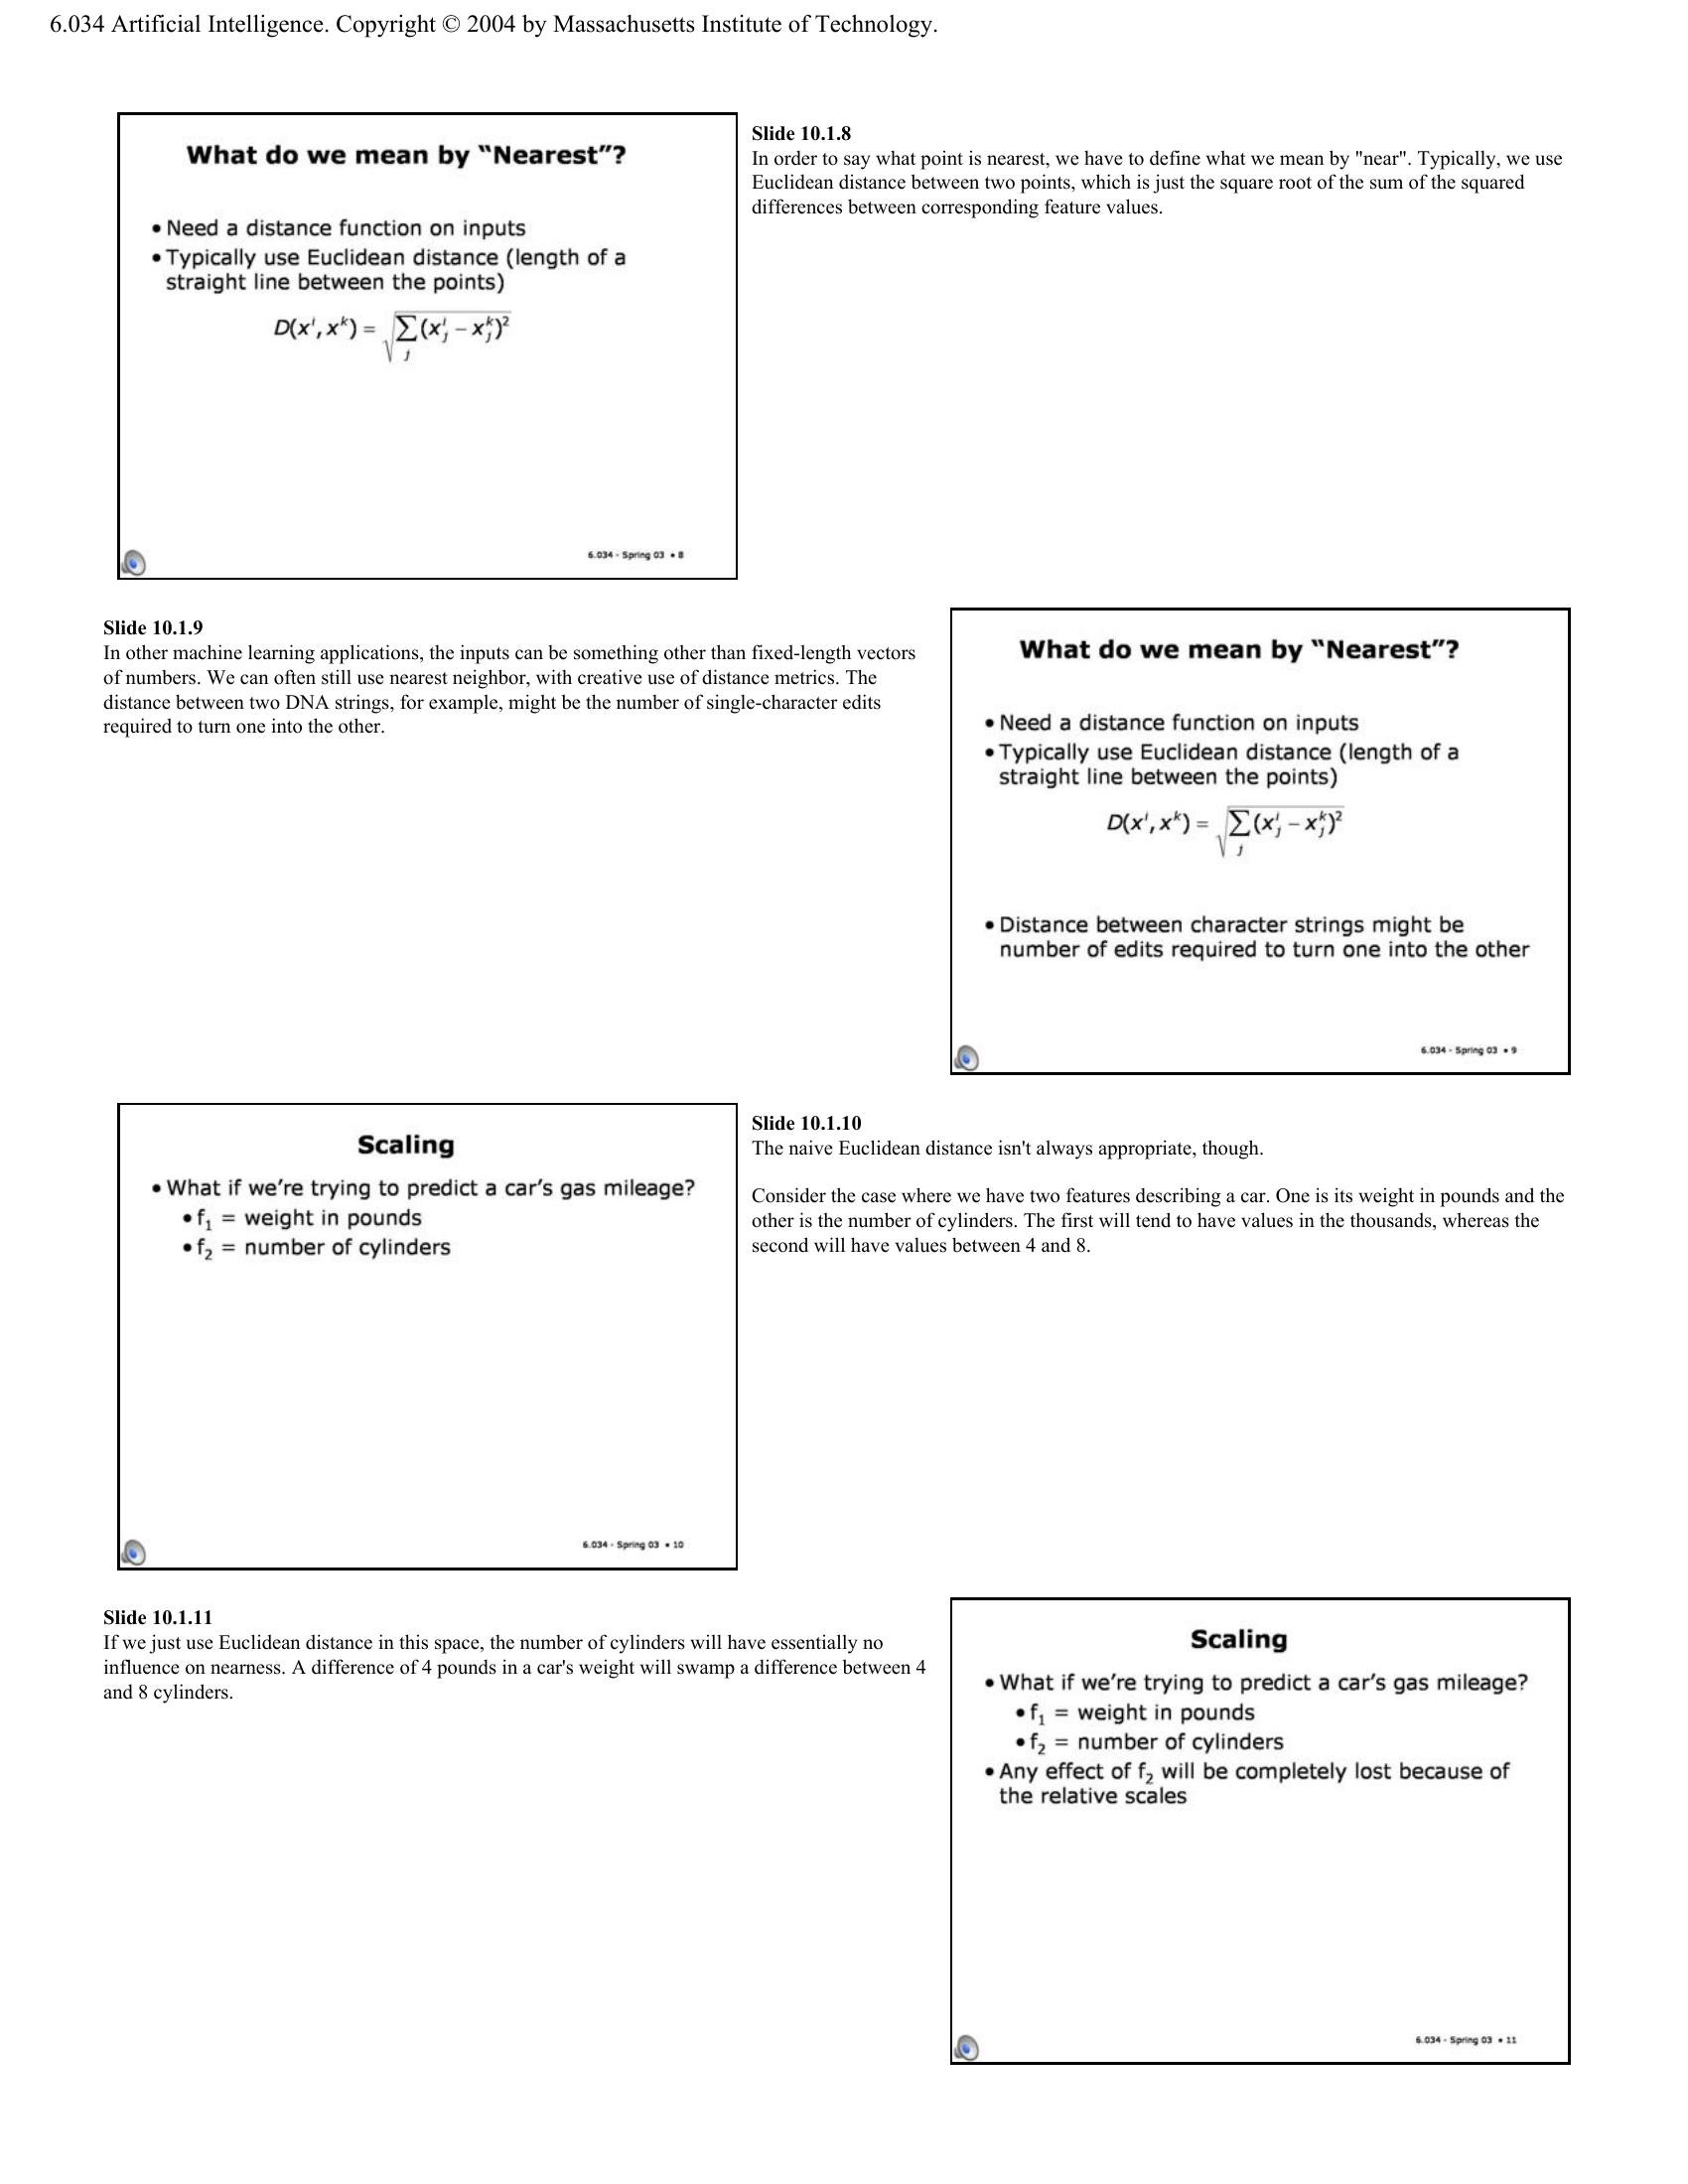 6.034 Artificial Intelligence. Copyright © 2004 by Massachusetts Institute of Technology.
What do we mean by “Nearest”?
• Need a distance function on inputs
• Typically use Euclidean distance (length of a
straight line between the points)
D(xⁱ, xᵏ) = √∑ⱼ(xⱼⁱ − xⱼᵏ)²
6.034 - Spring 03 • 8
Slide 10.1.8
In order to say what point is nearest, we have to define what we mean by "near". Typically, we use
Euclidean distance between two points, which is just the square root of the sum of the squared
differences between corresponding feature values.
Slide 10.1.9
In other machine learning applications, the inputs can be something other than fixed-length vectors
of numbers. We can often still use nearest neighbor, with creative use of distance metrics. The
distance between two DNA strings, for example, might be the number of single-character edits
required to turn one into the other.
What do we mean by “Nearest”?
• Need a distance function on inputs
• Typically use Euclidean distance (length of a
straight line between the points)
D(xⁱ, xᵏ) = √∑ⱼ(xⱼⁱ − xⱼᵏ)²
• Distance between character strings might be
number of edits required to turn one into the other
6.034 - Spring 03 • 9
Scaling
• What if we’re trying to predict a car’s gas mileage?
• f₁ = weight in pounds
• f₂ = number of cylinders
6.034 - Spring 03 • 10
Slide 10.1.10
The naive Euclidean distance isn't always appropriate, though.
Consider the case where we have two features describing a car. One is its weight in pounds and the
other is the number of cylinders. The first will tend to have values in the thousands, whereas the
second will have values between 4 and 8.
Slide 10.1.11
If we just use Euclidean distance in this space, the number of cylinders will have essentially no
influence on nearness. A difference of 4 pounds in a car's weight will swamp a difference between 4
and 8 cylinders.
Scaling
• What if we’re trying to predict a car’s gas mileage?
• f₁ = weight in pounds
• f₂ = number of cylinders
• Any effect of f₂ will be completely lost because of
the relative scales
6.034 - Spring 03 • 11